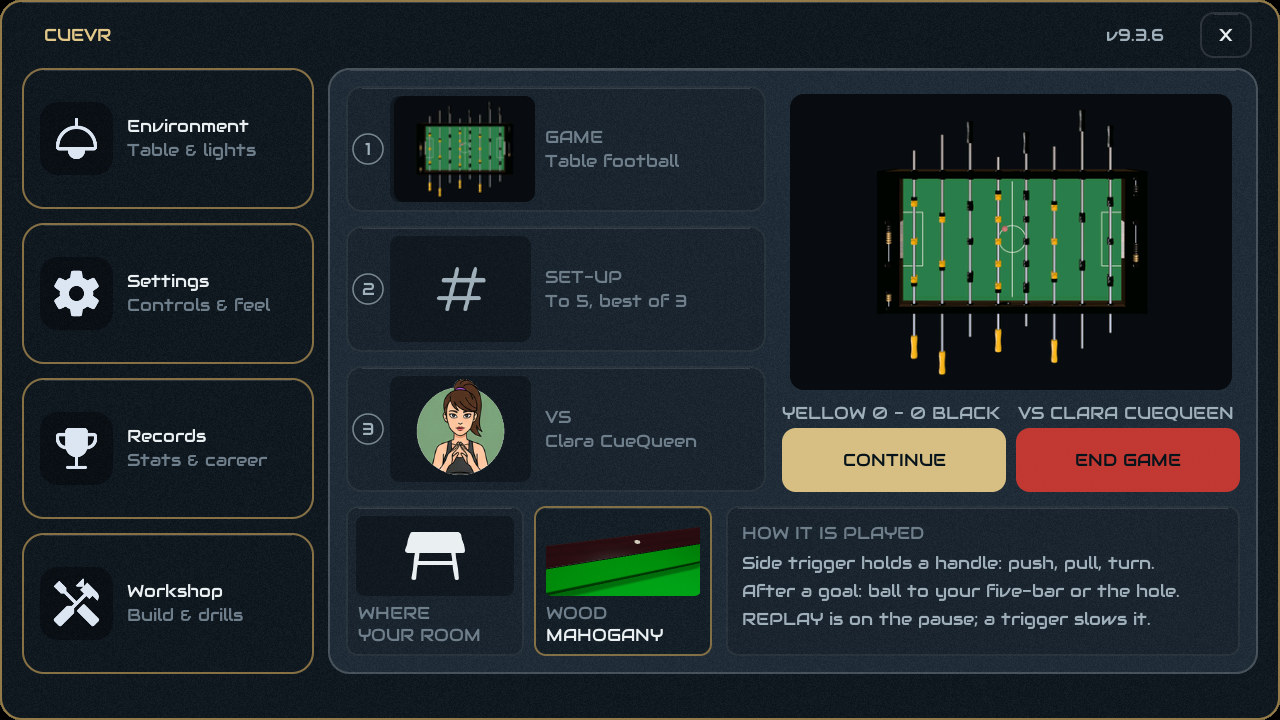 CUEVR
v9.3.6
X
Environment
Table & lights
Settings
Controls & feel
Records
Stats & career
Workshop
Build & drills
1
GAME
Table football
2
#
SET-UP
To 5, best of 3
3
VS
Clara CueQueen
YELLOW 0 - 0 BLACK
VS CLARA CUEQUEEN
CONTINUE
END GAME
WHERE
YOUR ROOM
WOOD
MAHOGANY
HOW IT IS PLAYED
Side trigger holds a handle: push, pull, turn.
After a goal: ball to your five-bar or the hole.
REPLAY is on the pause; a trigger slows it.